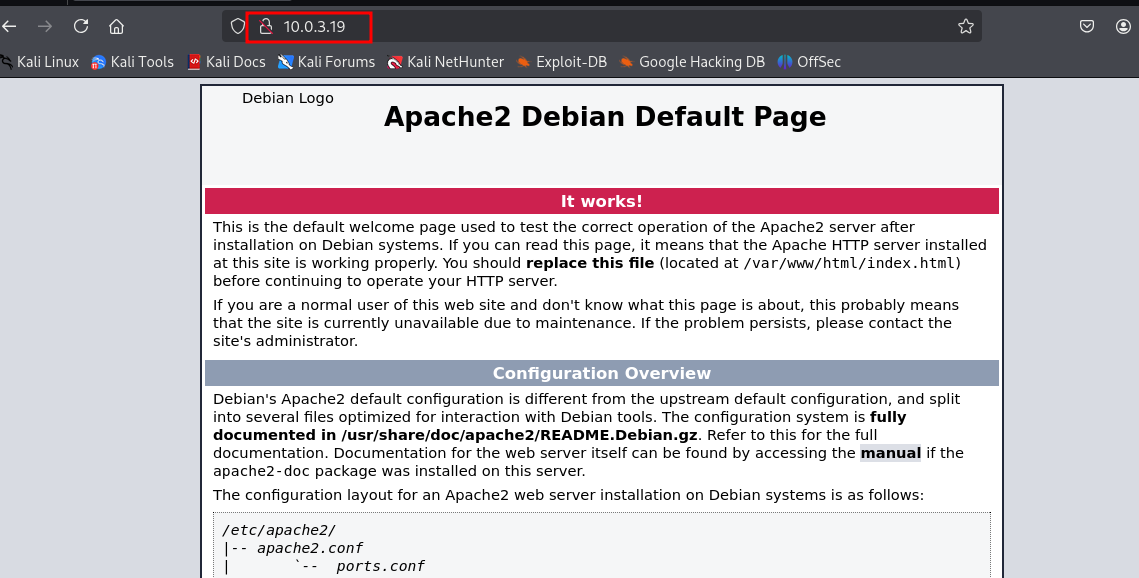 10.0.3.19
Kali Linux Kali Tools Kali Docs Kali Forums Kali NetHunter Exploit-DB Google Hacking DB OffSec
Debian Logo
Apache2 Debian Default Page
It works!
This is the default welcome page used to test the correct operation of the Apache2 server after
installation on Debian systems. If you can read this page, it means that the Apache HTTP server installed
at this site is working properly. You should replace this file (located at /var/www/html/index.html)
before continuing to operate your HTTP server.
If you are a normal user of this web site and don't know what this page is about, this probably means
that the site is currently unavailable due to maintenance. If the problem persists, please contact the
site's administrator.
Configuration Overview
Debian's Apache2 default configuration is different from the upstream default configuration, and split
into several files optimized for interaction with Debian tools. The configuration system is fully
documented in /usr/share/doc/apache2/README.Debian.gz. Refer to this for the full
documentation. Documentation for the web server itself can be found by accessing the manual if the
apache2-doc package was installed on this server.
The configuration layout for an Apache2 web server installation on Debian systems is as follows:
/etc/apache2/
|-- apache2.conf
|       `--  ports.conf